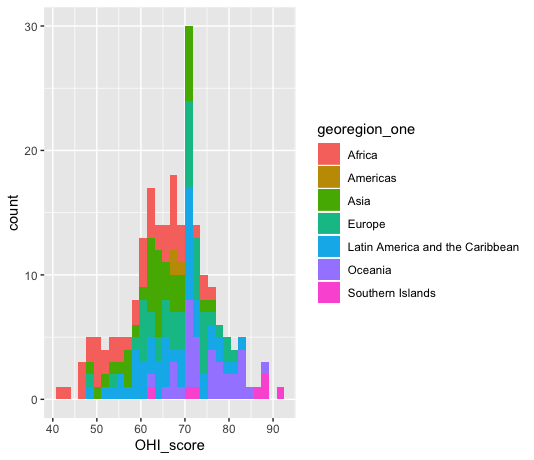 30
20
10
0
count
40 50 60 70 80 90
OHI_score
georegion_one
Africa
Americas
Asia
Europe
Latin America and the Caribbean
Oceania
Southern Islands